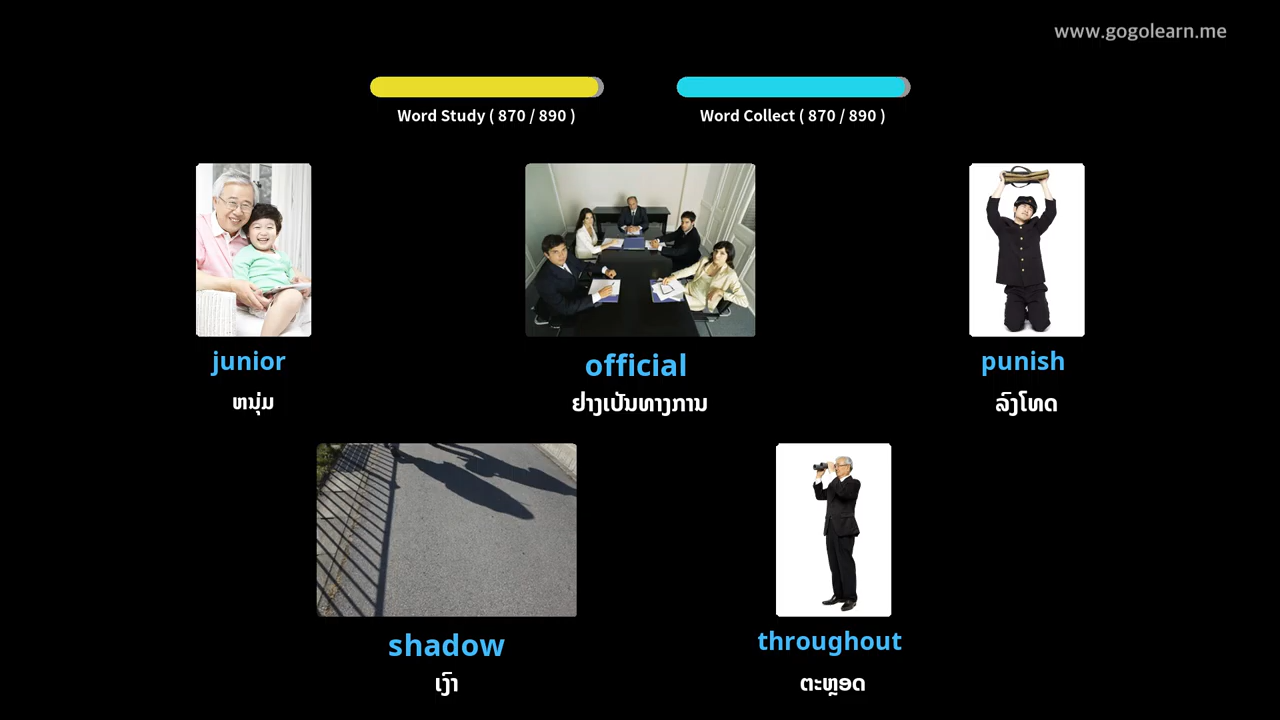 www.gogolearn.me
Word Study ( 870 / 890 )
Word Collect ( 870 / 890 )
junior
ຫນຸ່ມ
official
ຢ່າງເປັນທາງການ
punish
ລົງໂທດ
shadow
ເງົາ
throughout
ຕະຫຼອດ